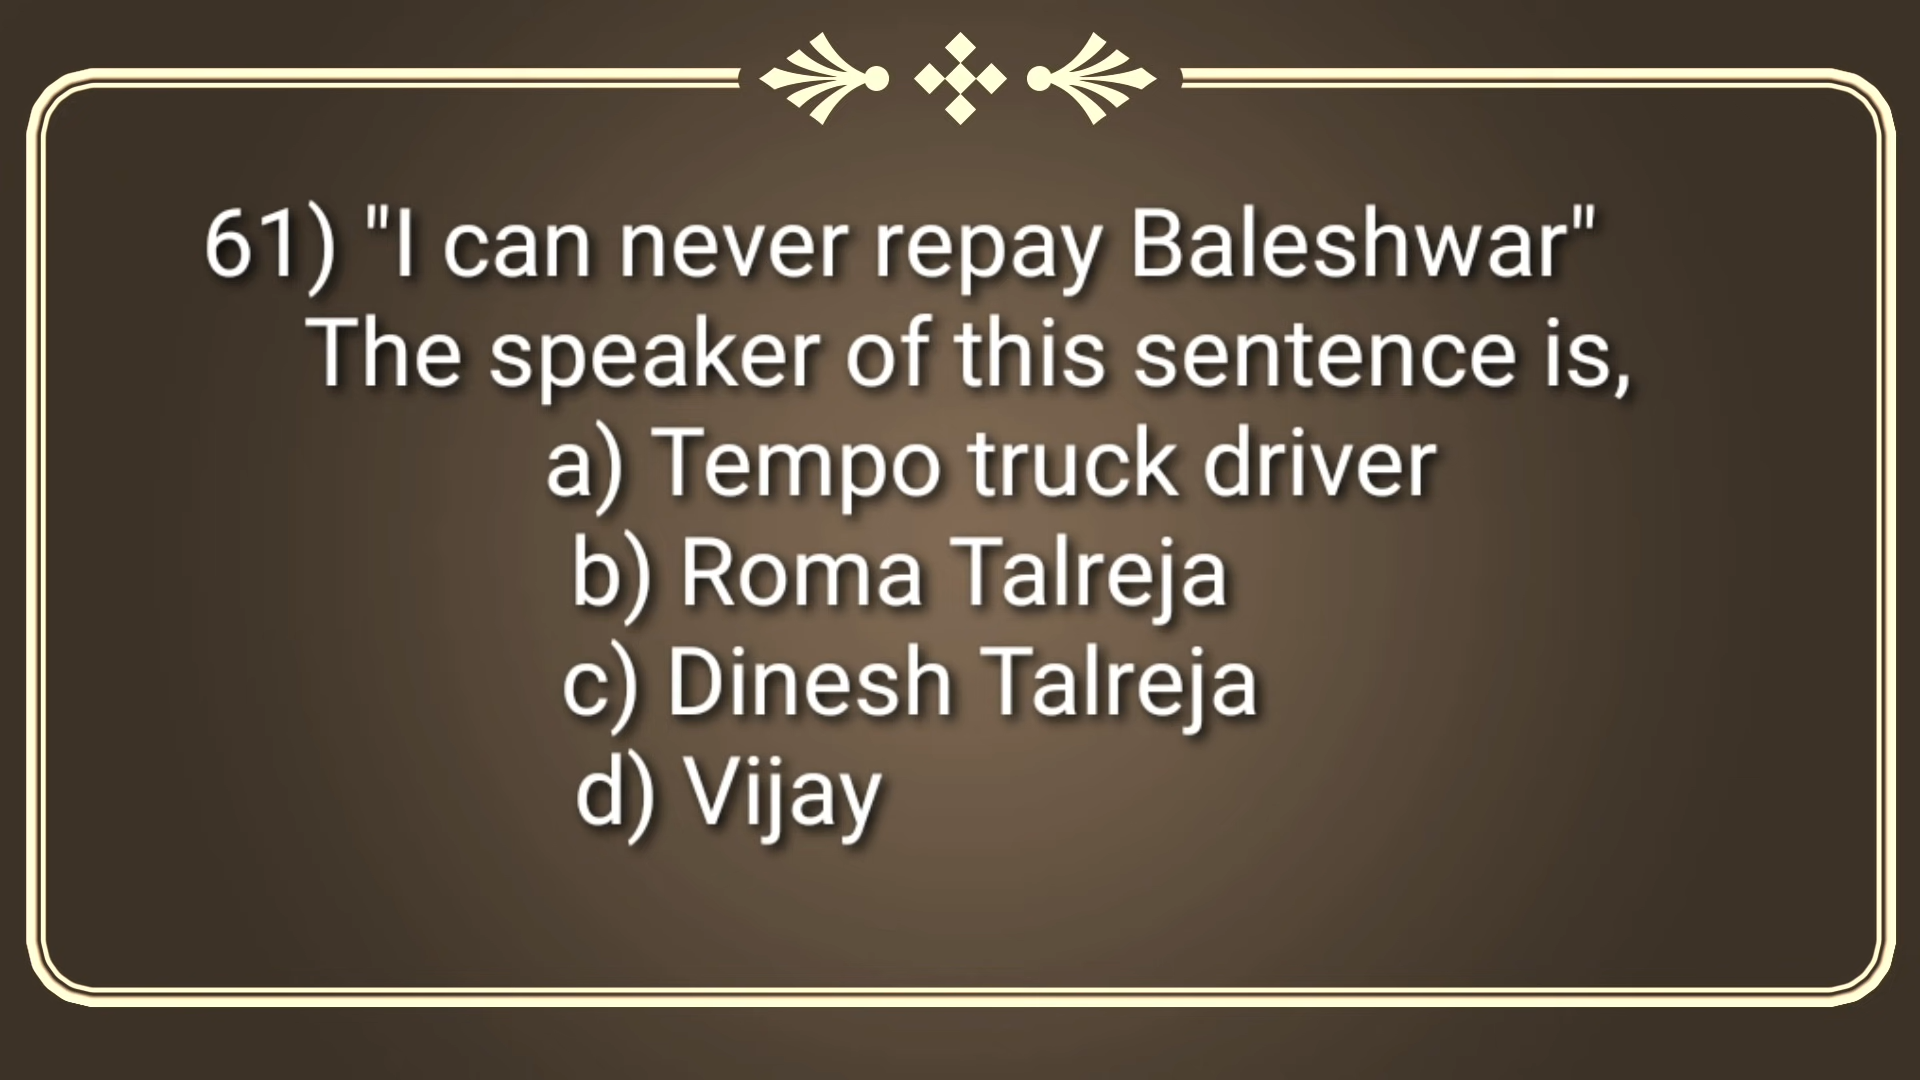 61) "I can never repay Baleshwar"
The speaker of this sentence is,
a) Tempo truck driver
b) Roma Talreja
c) Dinesh Talreja
d) Vijay